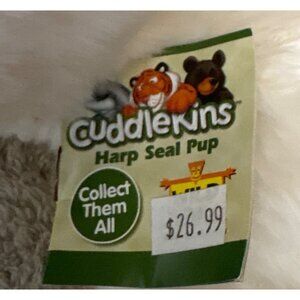 Cuddlekins
Harp Seal Pup
Collect
Them
All
$26.99